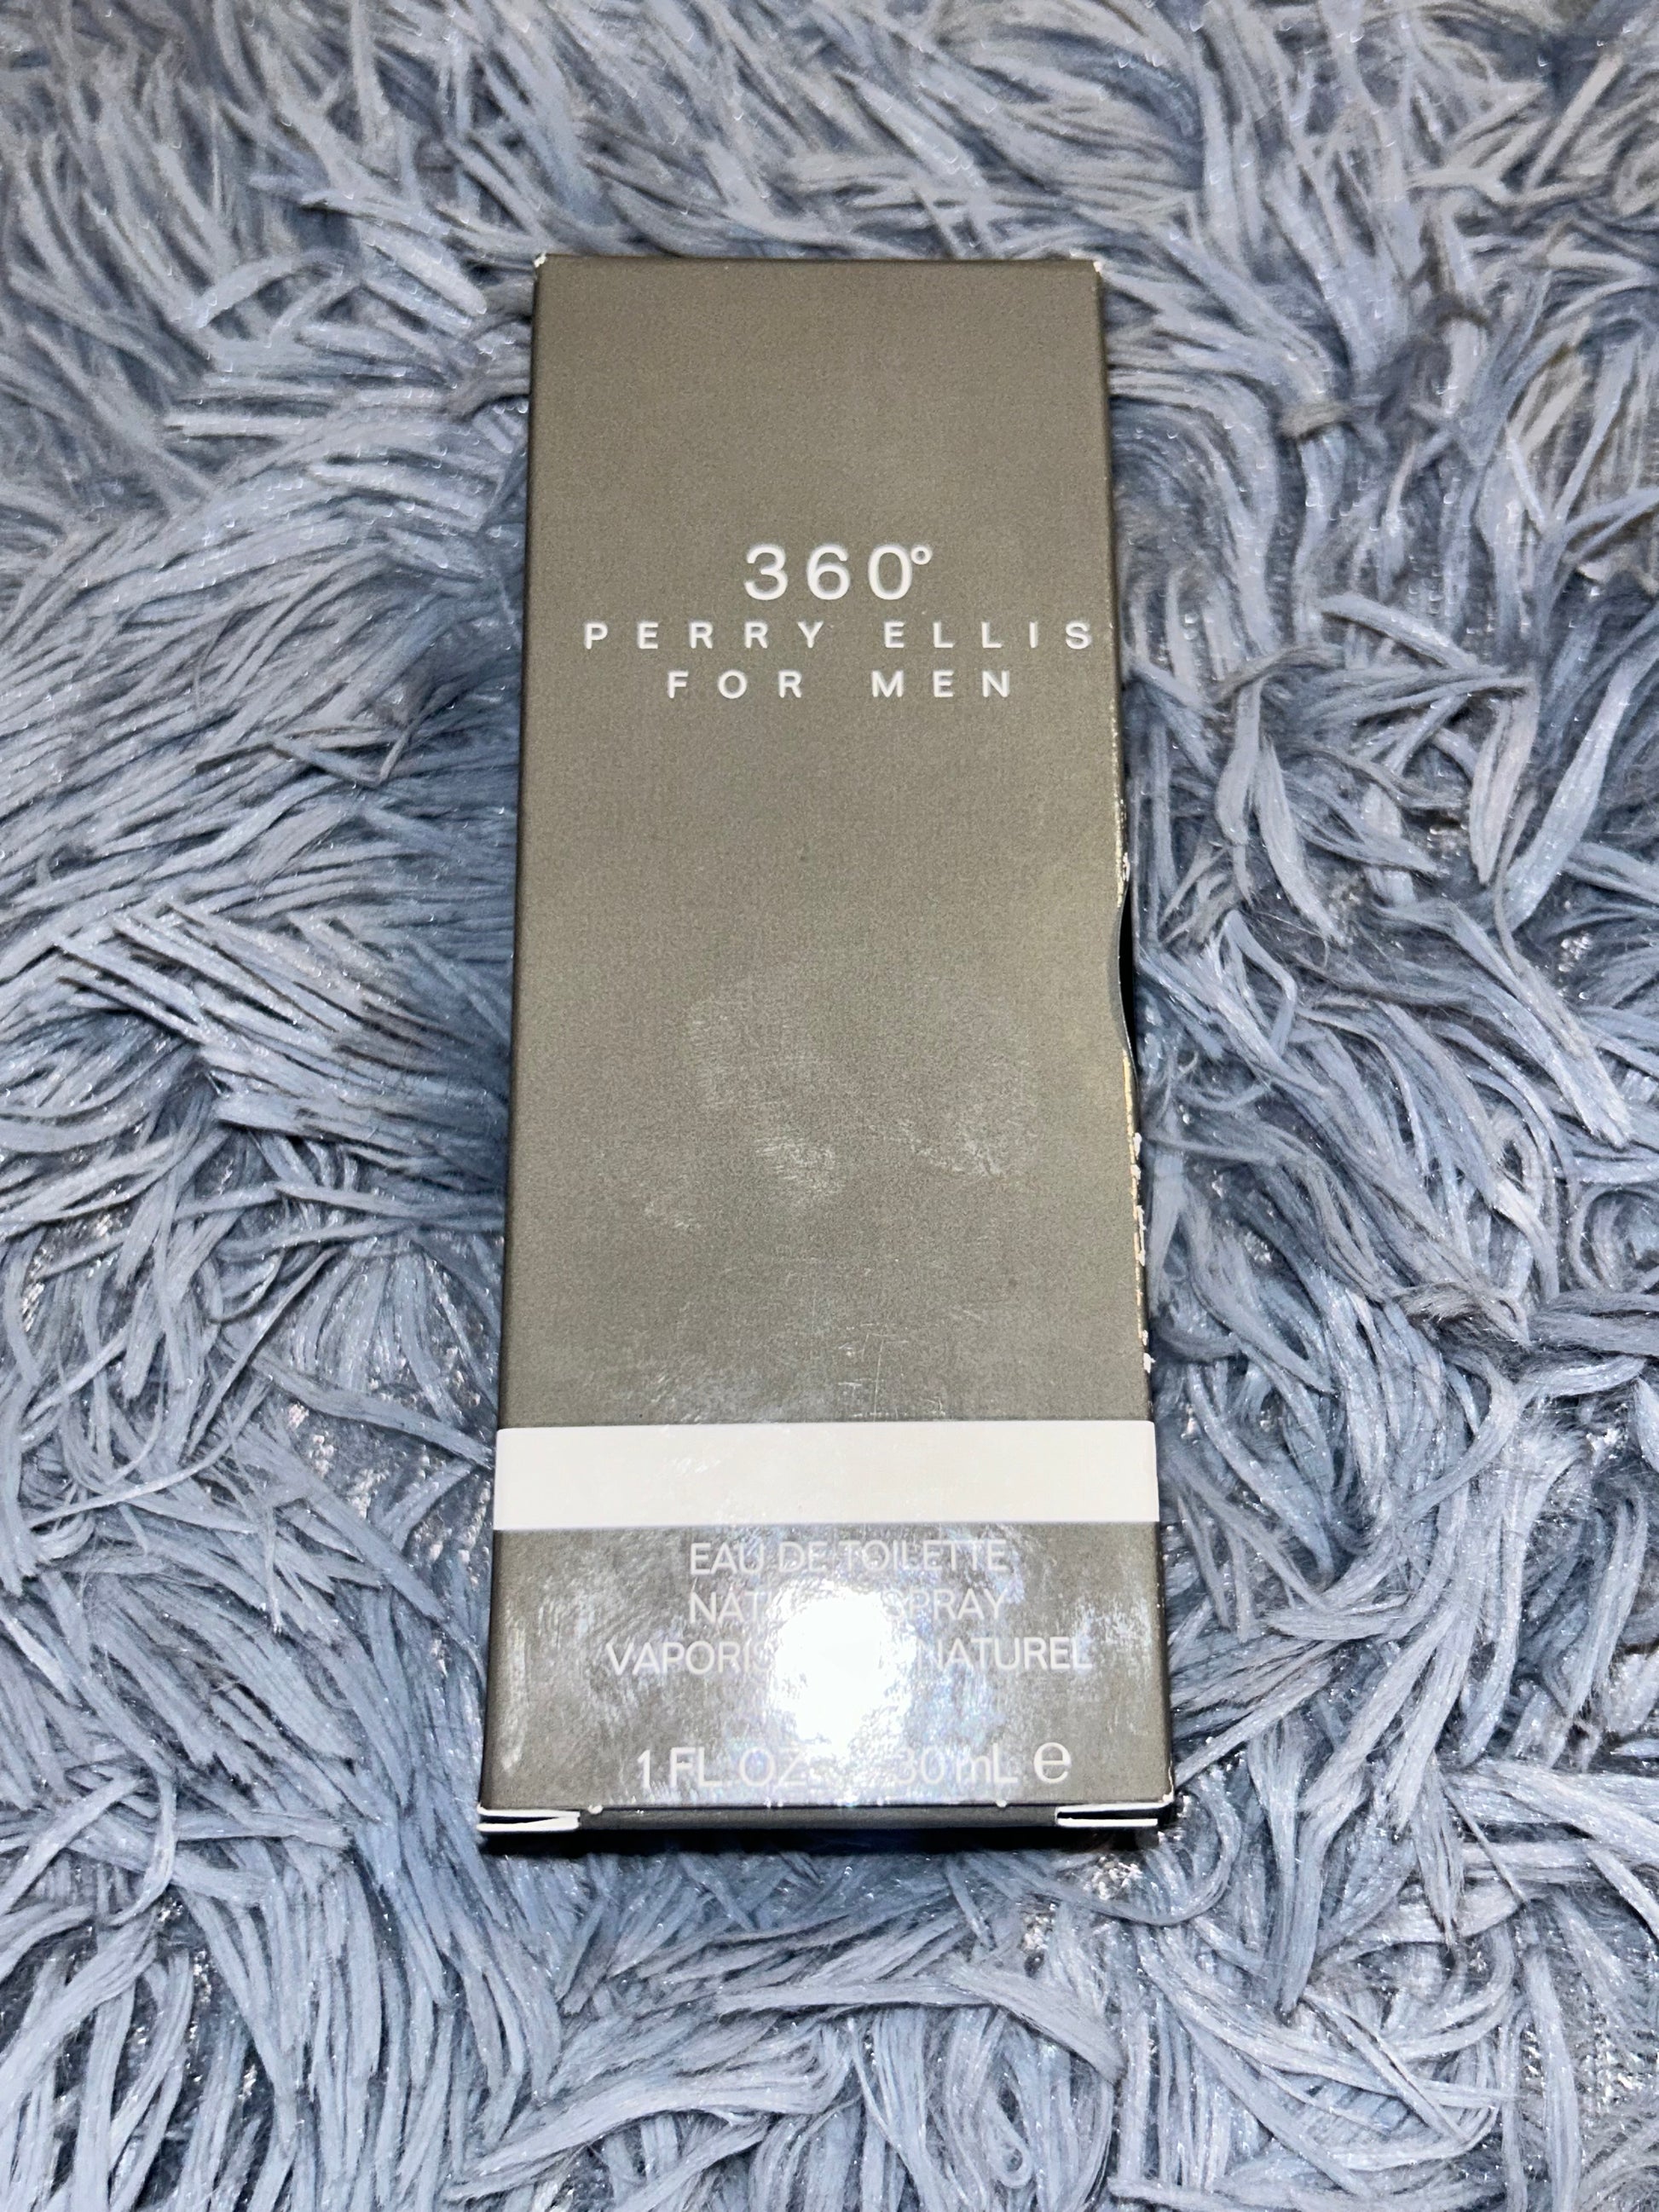 360°
PERRY ELLIS
FOR MEN
EAU DE TOILETTE
SPRAY
NATUREL
1 FL.OZ. 30 mL ℮